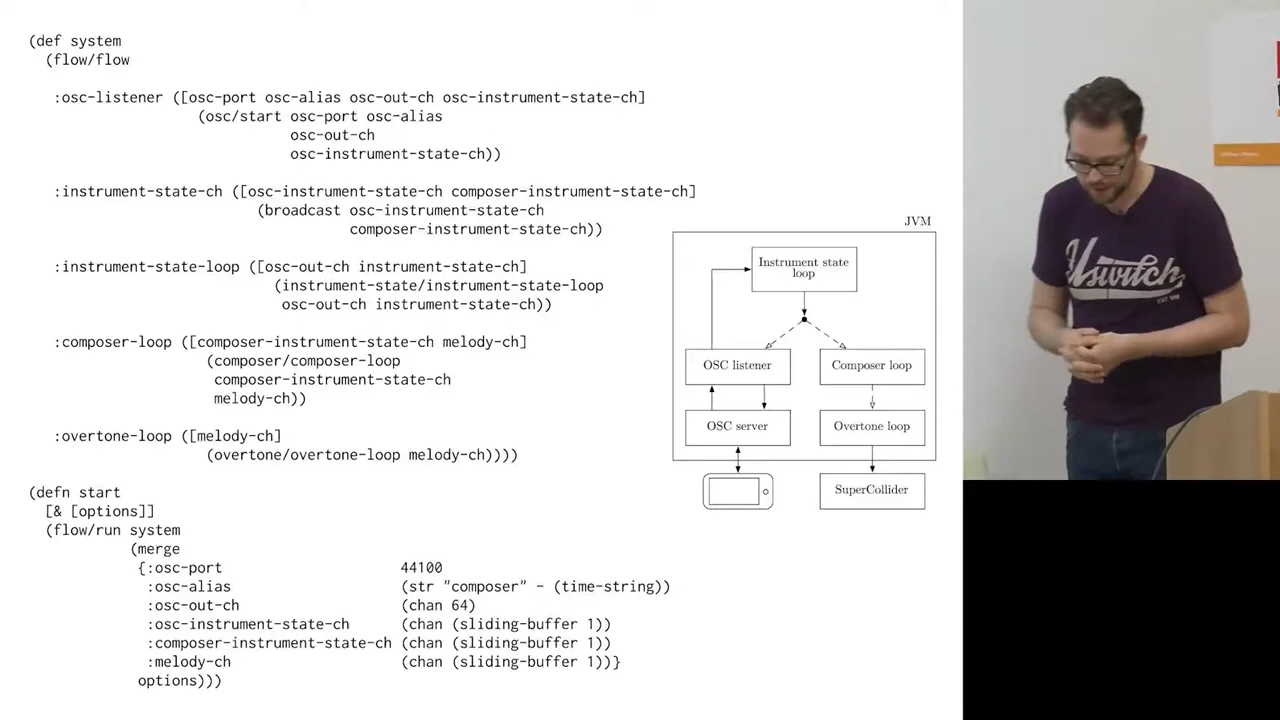 (def system
(flow/flow
:osc-listener ([osc-port osc-alias osc-out-ch osc-instrument-state-ch]
(osc/start osc-port osc-alias
osc-out-ch
osc-instrument-state-ch))
:instrument-state-ch ([osc-instrument-state-ch composer-instrument-state-ch]
(broadcast osc-instrument-state-ch
composer-instrument-state-ch))
:instrument-state-loop ([osc-out-ch instrument-state-ch]
(instrument-state/instrument-state-loop
osc-out-ch instrument-state-ch))
:composer-loop ([composer-instrument-state-ch melody-ch]
(composer/composer-loop
composer-instrument-state-ch
melody-ch))
:overtone-loop ([melody-ch]
(overtone/overtone-loop melody-ch))))
(defn start
[& [options]]
(flow/run system
(merge
{:osc-port 44100
:osc-alias (str "composer" - (time-string))
:osc-out-ch (chan 64)
:osc-instrument-state-ch (chan (sliding-buffer 1))
:composer-instrument-state-ch (chan (sliding-buffer 1))
:melody-ch (chan (sliding-buffer 1))}
options)))
JVM
Instrument state
loop
OSC listener
Composer loop
OSC server
Overtone loop
SuperCollider
uswitch